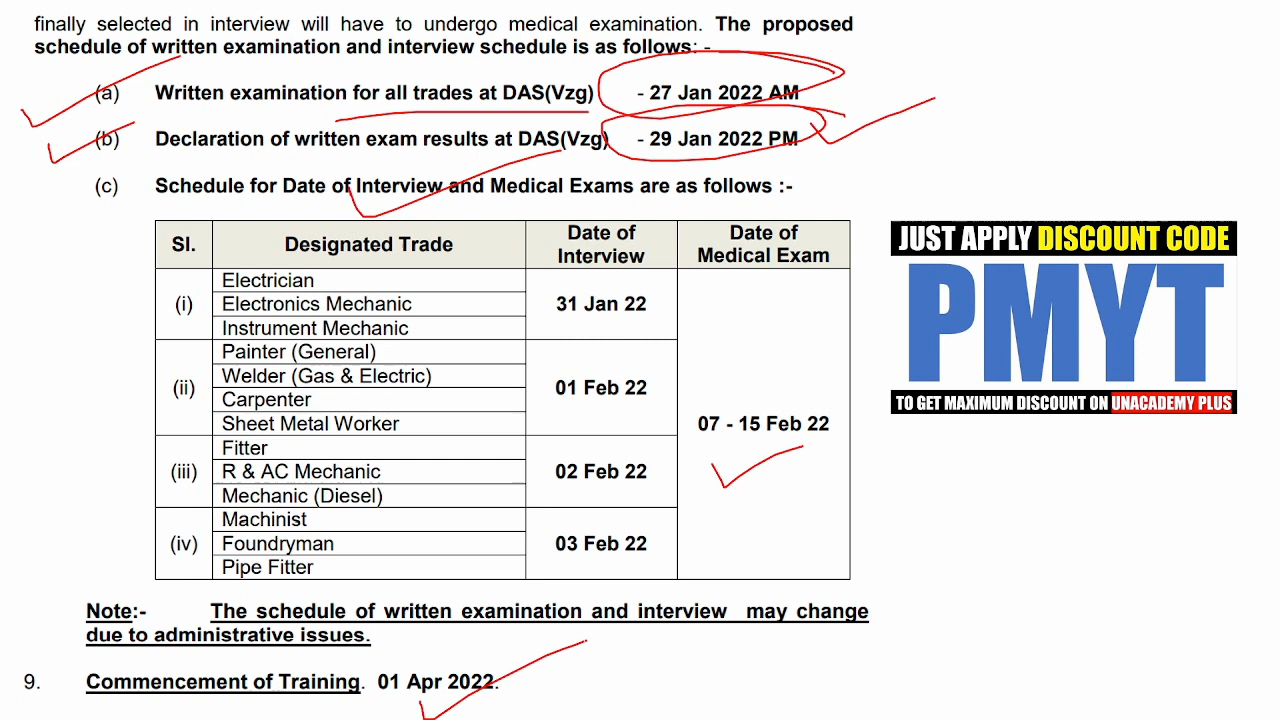 finally selected in interview will have to undergo medical examination. The proposed
schedule of written examination and interview schedule is as follows: -
(a) Written examination for all trades at DAS(Vzg) - 27 Jan 2022 AM
(b) Declaration of written exam results at DAS(Vzg) - 29 Jan 2022 PM
(c) Schedule for Date of Interview and Medical Exams are as follows :-
Sl. Designated Trade Date of Interview Date of Medical Exam
(i) Electrician 31 Jan 22 07 - 15 Feb 22
Electronics Mechanic
Instrument Mechanic
(ii) Painter (General) 01 Feb 22
Welder (Gas & Electric)
Carpenter
Sheet Metal Worker
(iii) Fitter 02 Feb 22
R & AC Mechanic
Mechanic (Diesel)
(iv) Machinist 03 Feb 22
Foundryman
Pipe Fitter
Note:- The schedule of written examination and interview may change
due to administrative issues.
9. Commencement of Training. 01 Apr 2022.
JUST APPLY DISCOUNT CODE
PMYT
TO GET MAXIMUM DISCOUNT ON UNACADEMY PLUS